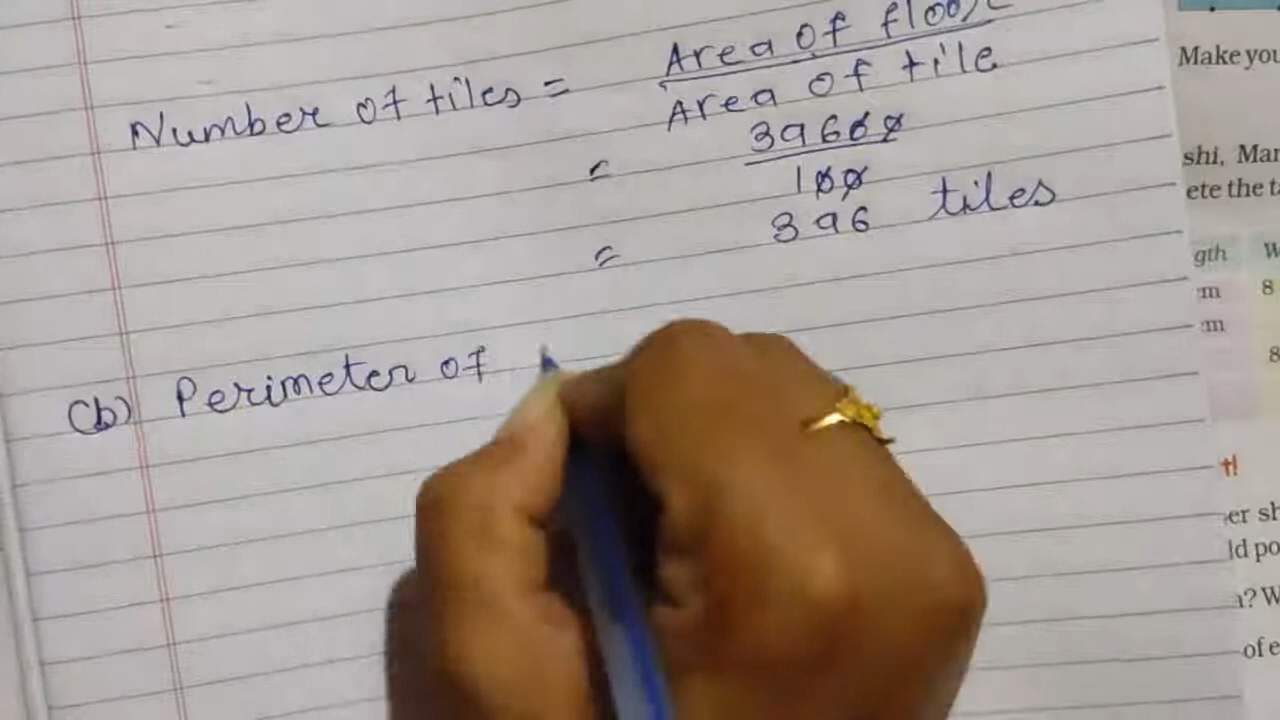 Area of floor
Number of tiles =
Area of tile
= 39600
100
= 396 tiles
(b) Perimeter of
Make you
shi, Mar
ete the t
gth W
m 8
m
8
t!
er sh
ld po
? W
of e